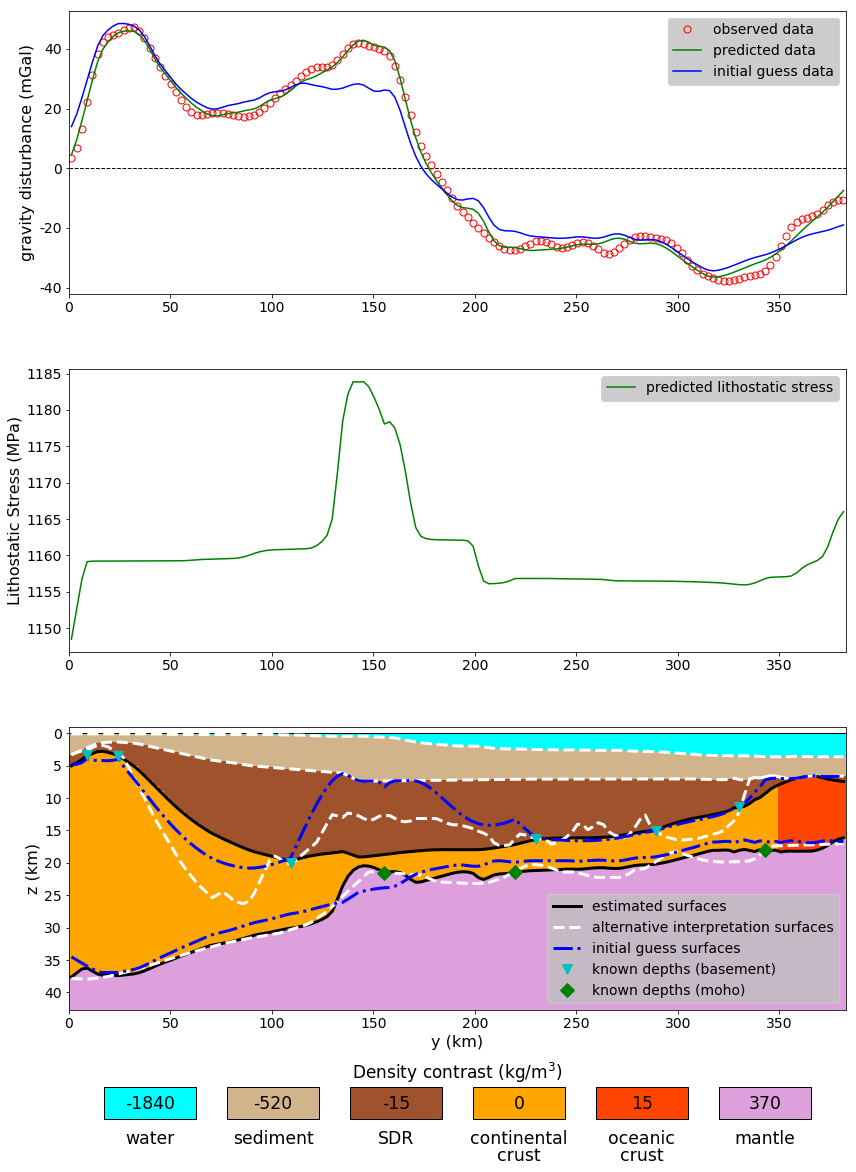 observed data
predicted data
initial guess data
gravity disturbance (mGal)
40
20
0
-20
-40
0 50 100 150 200 250 300 350
predicted lithostatic stress
Lithostatic Stress (MPa)
1185
1180
1175
1170
1165
1160
1155
1150
0 50 100 150 200 250 300 350
z (km)
0
5
10
15
20
25
30
35
40
estimated surfaces
alternative interpretation surfaces
initial guess surfaces
known depths (basement)
known depths (moho)
0 50 100 150 200 250 300 350
y (km)
Density contrast (kg/m³)
-1840 -520 -15 0 15 370
water sediment SDR continental oceanic mantle
crust crust